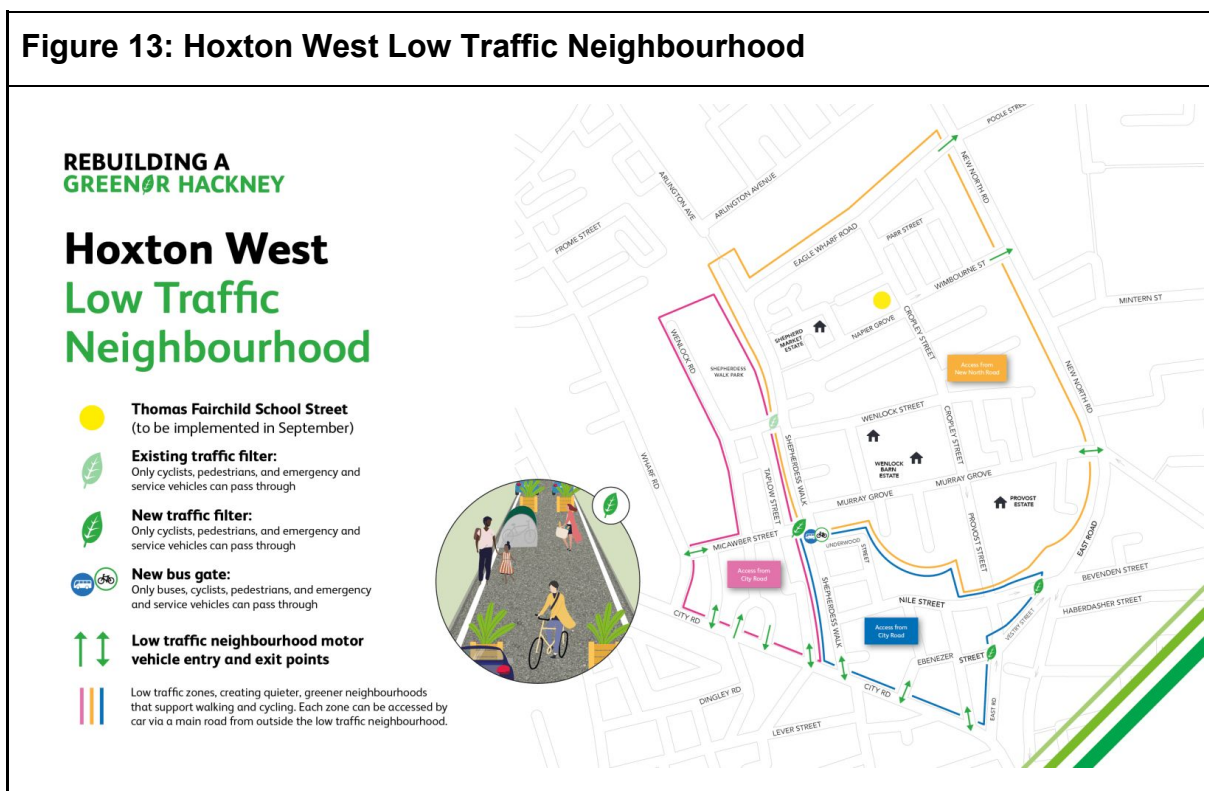 Figure 13: Hoxton West Low Traffic Neighbourhood
REBUILDING A
GREENER HACKNEY
Hoxton West
Low Traffic
Neighbourhood
Thomas Fairchild School Street
(to be implemented in September)
Existing traffic filter:
Only cyclists, pedestrians, and emergency and
service vehicles can pass through
New traffic filter:
Only cyclists, pedestrians, and emergency and
service vehicles can pass through
New bus gate:
Only buses, cyclists, pedestrians, and emergency
and service vehicles can pass through
Low traffic neighbourhood motor
vehicle entry and exit points
Low traffic zones, creating quieter, greener neighbourhoods
that support walking and cycling. Each zone can be accessed by
car via a main road from outside the low traffic neighbourhood.
POOLE STREET
NEW NORTH RD
ARLINGTON AVE
ARLINGTON AVENUE
FROME STREET
EAGLE WHARF ROAD
PARR STREET
WIMBOURNE ST
MINTERN ST
WENLOCK RD
SHEPHERD
MARKET
ESTATE
NAPIER GROVE
CROPLEY STREET
SHEPHERDESS
WALK PARK
Access from
New North Road
NEW NORTH RD
WENLOCK STREET
CROPLEY STREET
WHARF RD
TAPLOW STREET
SHEPHERDESS WALK
WENLOCK
BARN
ESTATE
MURRAY GROVE
MURRAY GROVE
PROVOST
ESTATE
PROVOST STREET
EAST ROAD
MICAWBER STREET
UNDERWOOD
STREET
Access from
City Road
BEVENDEN STREET
NILE STREET
HABERDASHER STREET
VESTRY STREET
CITY RD
SHEPHERDESS WALK
Access from
City Road
EBENEZER STREET
CITY RD
EAST RD
DINGLEY RD
LEVER STREET